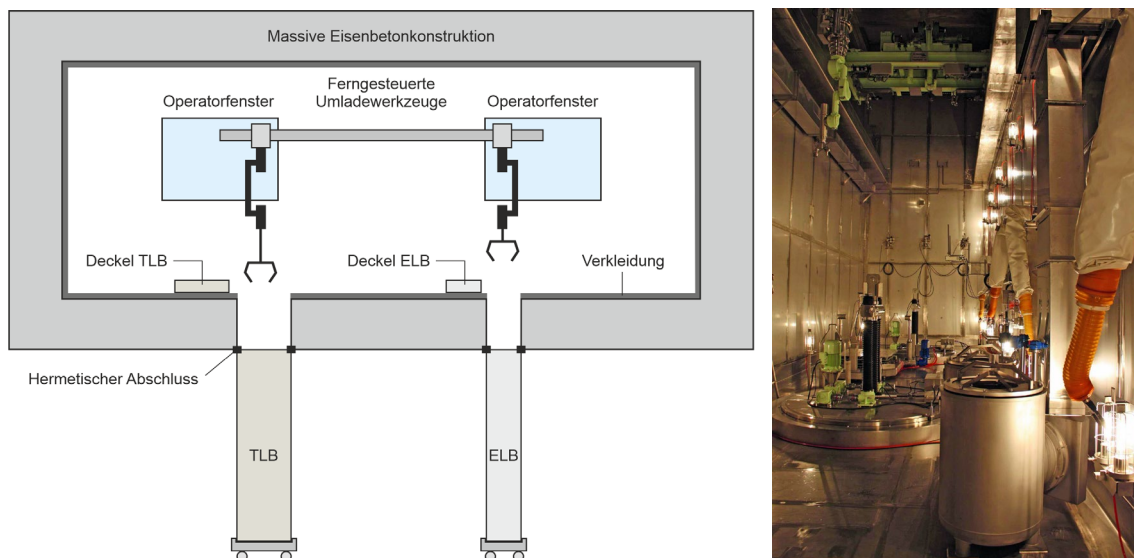 Massive Eisenbetonkonstruktion
Operatorfenster
Ferngesteuerte
Umladewerkzeuge
Operatorfenster
Deckel TLB
Deckel ELB
Verkleidung
Hermetischer Abschluss
TLB
ELB